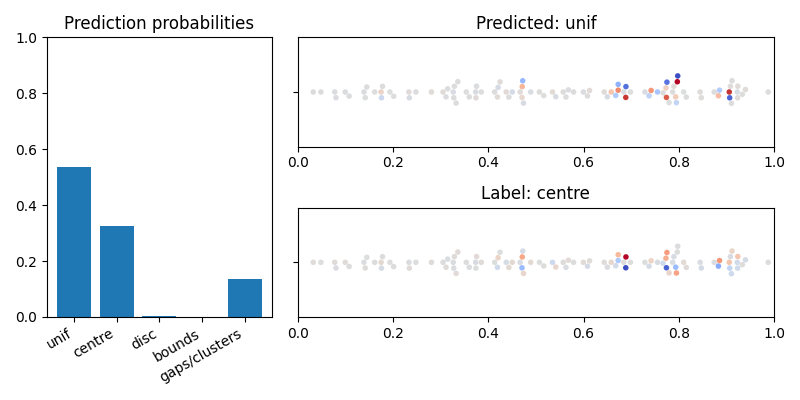 Prediction probabilities
1.0
0.8
0.6
0.4
0.2
0.0
unif
centre
disc
bounds
gaps/clusters
Predicted: unif
0.0 0.2 0.4 0.6 0.8 1.0
Label: centre
0.0 0.2 0.4 0.6 0.8 1.0